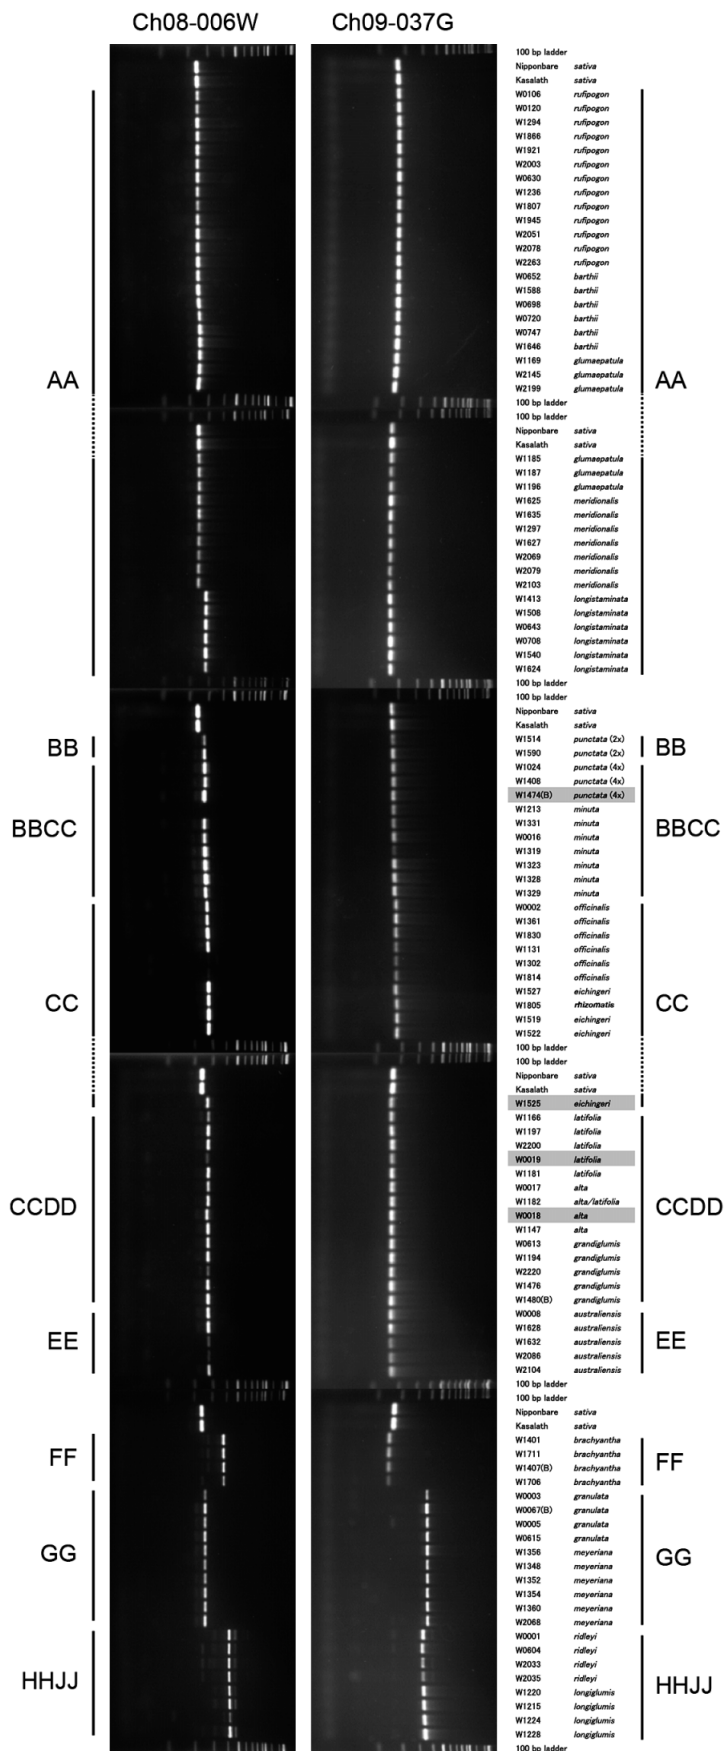 Ch08-006W Ch09-037G
100 bp ladder
Nipponbare sativa
Kasalath sativa
W0106 rufipogon
W0120 rufipogon
W1294 rufipogon
W1866 rufipogon
W1921 rufipogon
W2003 rufipogon
W0630 rufipogon
W1236 rufipogon
W1807 rufipogon
W1945 rufipogon
W2051 rufipogon
W2078 rufipogon
W2263 rufipogon
W0652 barthii
W1588 barthii
W0698 barthii
W0720 barthii
W0747 barthii
W1646 barthii
W1169 glumaepatula
AA W2145 glumaepatula AA
W2199 glumaepatula
100 bp ladder
100 bp ladder
Nipponbare sativa
Kasalath sativa
W1185 glumaepatula
W1187 glumaepatula
W1196 glumaepatula
W1625 meridionalis
W1635 meridionalis
W1297 meridionalis
W1627 meridionalis
W2069 meridionalis
W2079 meridionalis
W2103 meridionalis
W1413 longistaminata
W1508 longistaminata
W0643 longistaminata
W0708 longistaminata
W1540 longistaminata
W1624 longistaminata
100 bp ladder
100 bp ladder
Nipponbare sativa
Kasalath sativa
BB W1514 punctata (2x) BB
W1590 punctata (2x)
W1024 punctata (4x)
W1408 punctata (4x)
W1474(B) punctata (4x)
W1213 minuta
BBCC W1331 minuta BBCC
W0016 minuta
W1319 minuta
W1323 minuta
W1328 minuta
W1329 minuta
W0002 officinalis
W1361 officinalis
W1830 officinalis
W1131 officinalis
W1302 officinalis
W1814 officinalis
W1527 eichingeri
CC W1805 rhizomatis CC
W1519 eichingeri
W1522 eichingeri
100 bp ladder
100 bp ladder
Nipponbare sativa
Kasalath sativa
W1525 eichingeri
W1166 latifolia
W1197 latifolia
W2200 latifolia
W0019 latifolia
W1181 latifolia
W0017 alta
CCDD W1182 alta/latifolia CCDD
W0018 alta
W1147 alta
W0613 grandiglumis
W1194 grandiglumis
W2220 grandiglumis
W1476 grandiglumis
W1480(B) grandiglumis
W0008 australiensis
W1628 australiensis
EE W1632 australiensis EE
W2086 australiensis
W2104 australiensis
100 bp ladder
100 bp ladder
Nipponbare sativa
Kasalath sativa
W1401 brachyantha
FF W1711 brachyantha FF
W1407(B) brachyantha
W1706 brachyantha
W0003 granulata
W0067(B) granulata
W0005 granulata
W0615 granulata
GG W1356 meyeriana GG
W1348 meyeriana
W1352 meyeriana
W1354 meyeriana
W1360 meyeriana
W2068 meyeriana
W0001 ridleyi
W0604 ridleyi
W2033 ridleyi
HHJJ W2035 ridleyi HHJJ
W1220 longiglumis
W1215 longiglumis
W1224 longiglumis
W1228 longiglumis
100 bp ladder